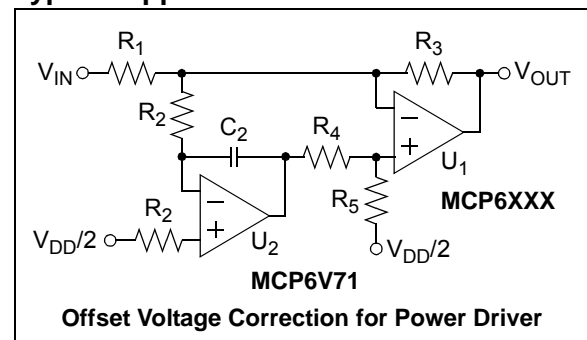 R1
R3
VIN
VOUT
R2
C2
R4
U1
R2
R5
MCP6XXX
VDD/2
U2
VDD/2
MCP6V71
Offset Voltage Correction for Power Driver